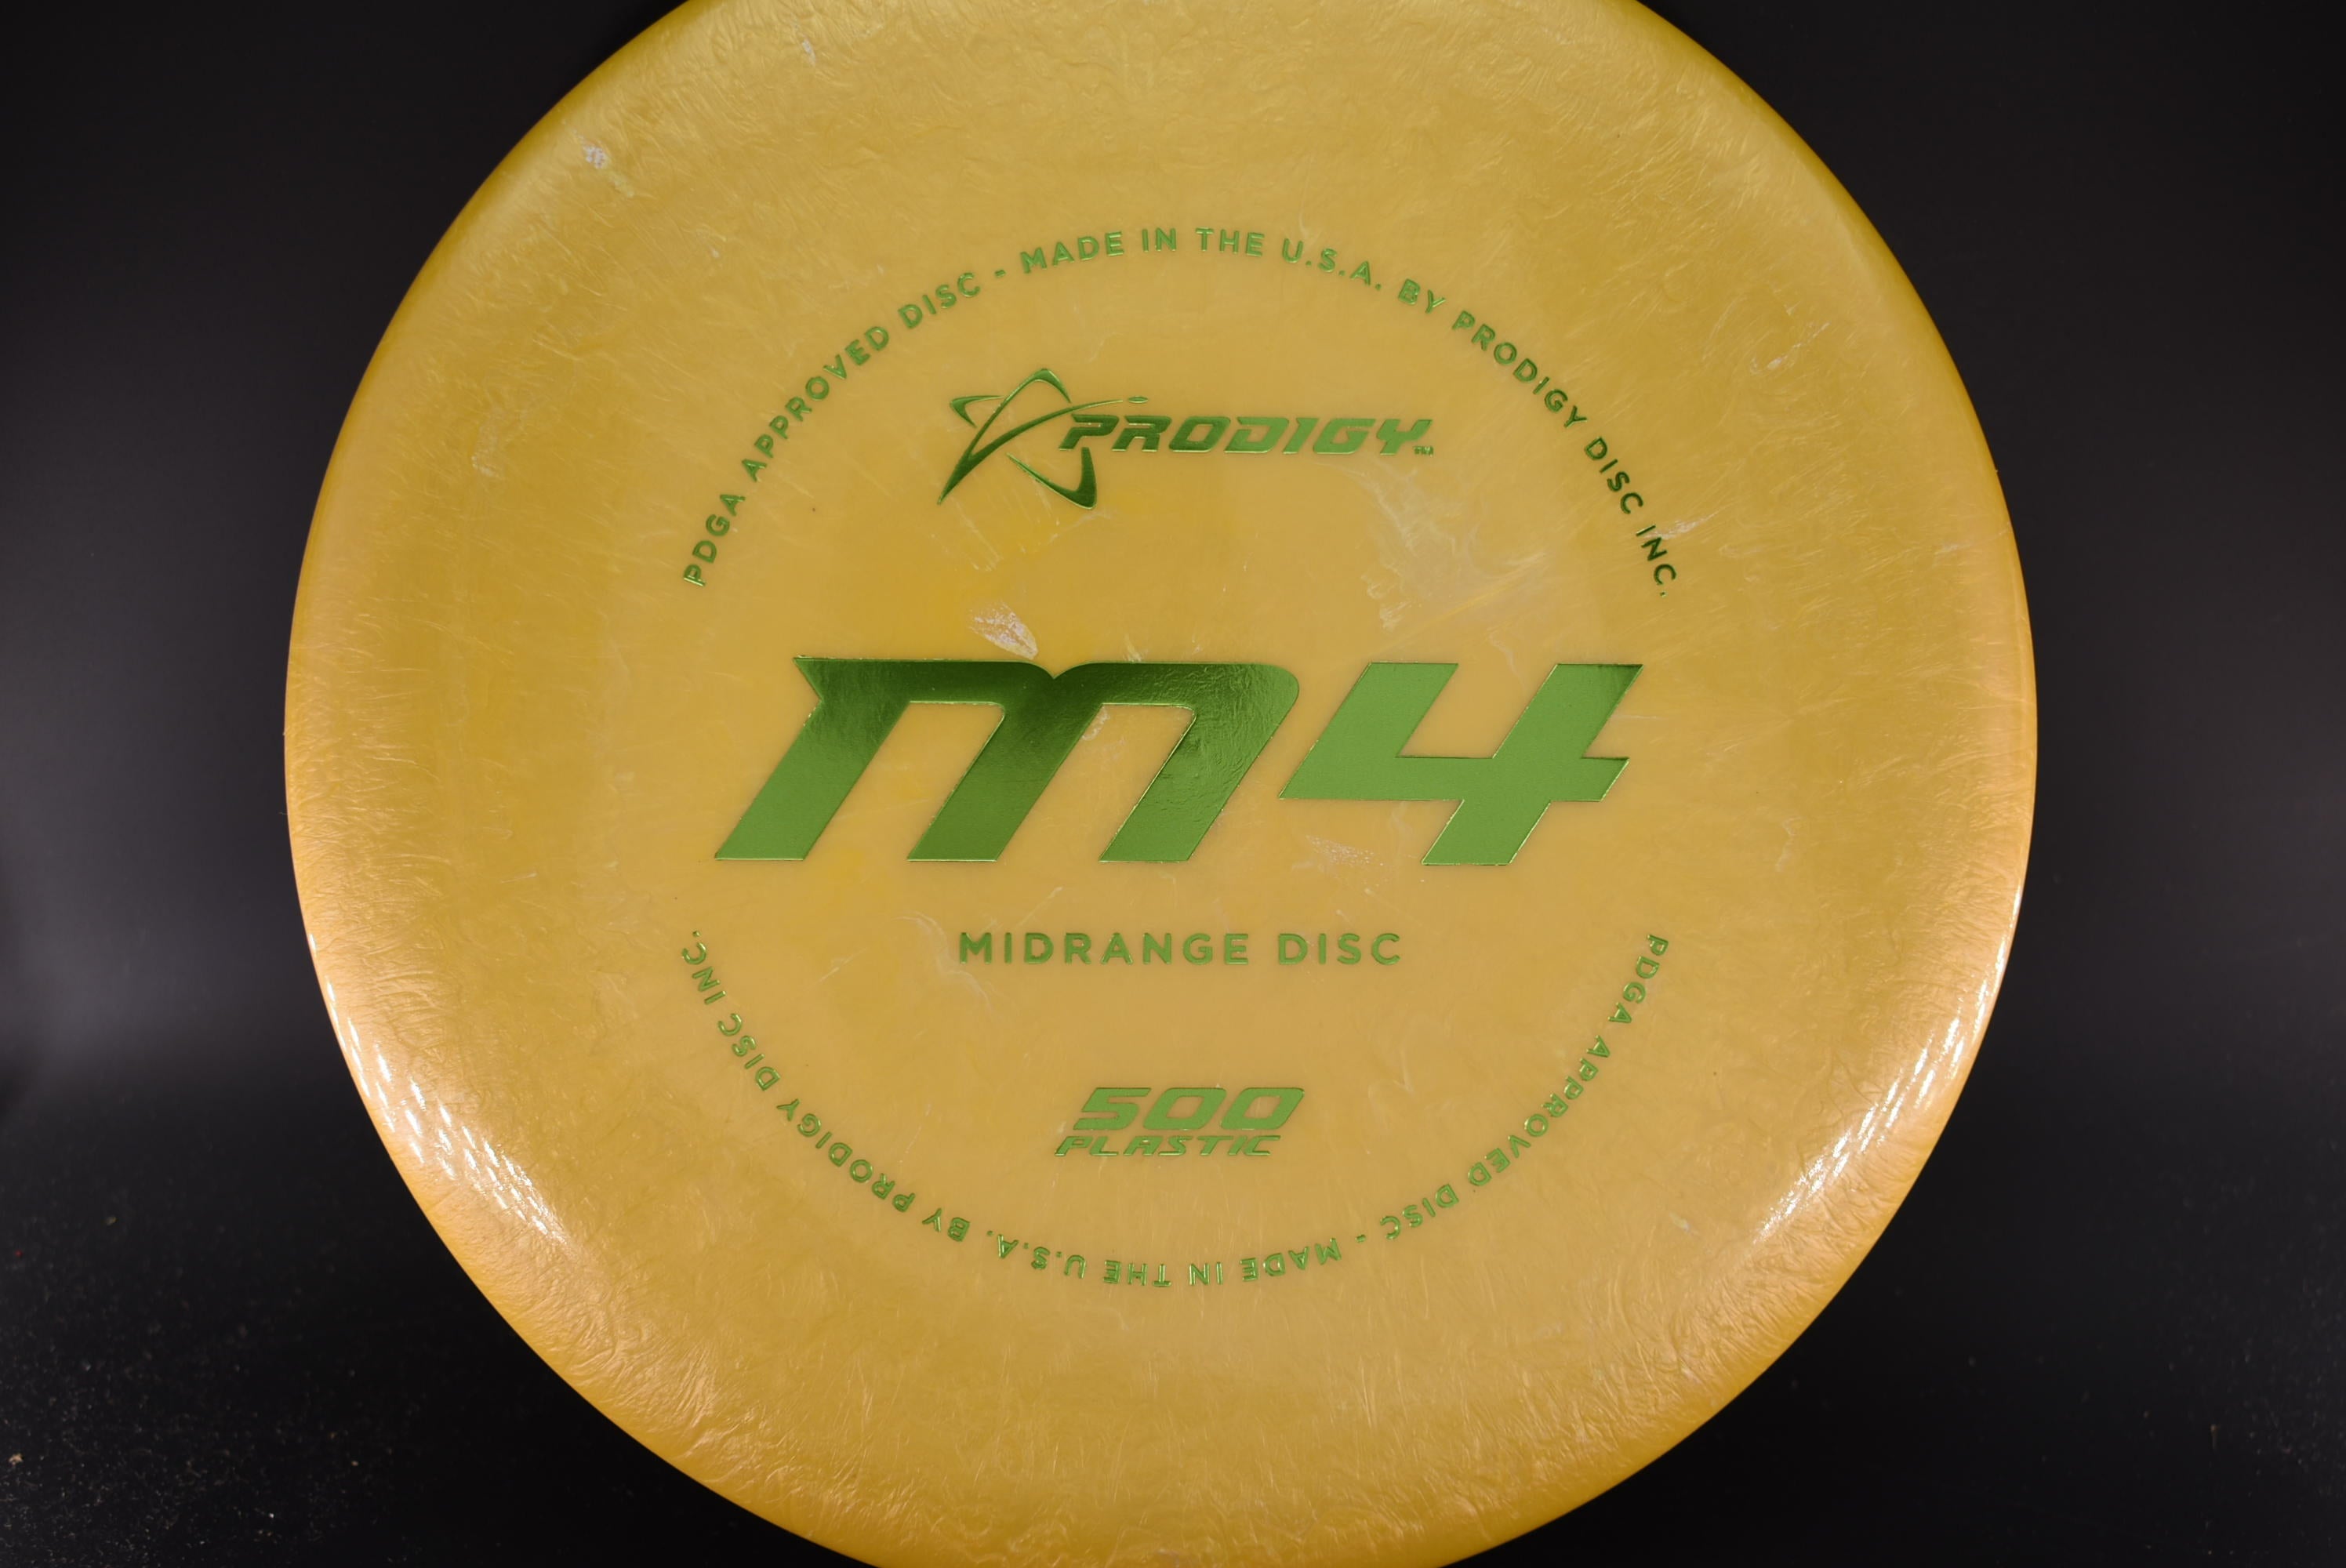 PDGA APPROVED DISC - MADE IN THE U.S.A. BY PRODIGY DISC INC.
PRODIGY™
M4
MIDRANGE DISC
500
PLASTIC
PDGA APPROVED DISC - MADE IN THE U.S.A. BY PRODIGY DISC INC.